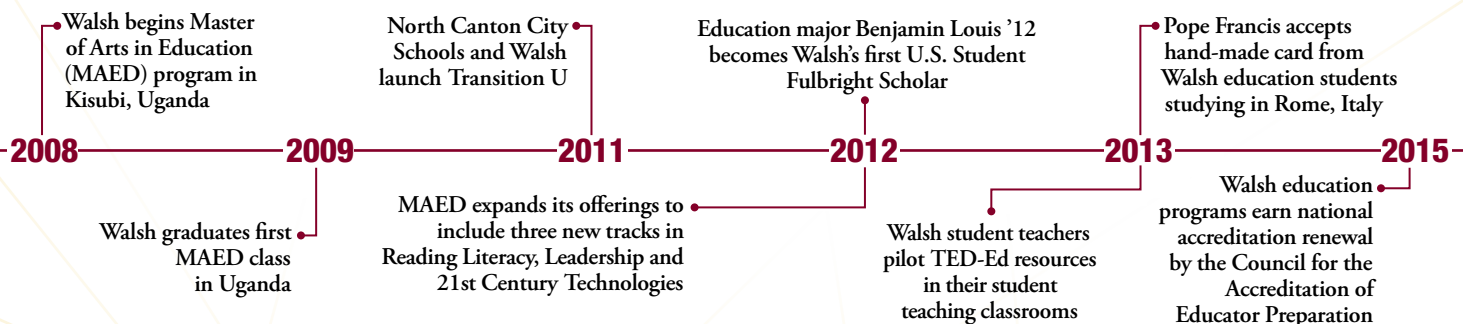 Walsh begins Master
of Arts in Education
(MAED) program in
Kisubi, Uganda
North Canton City
Schools and Walsh
launch Transition U
Education major Benjamin Louis ’12
becomes Walsh’s first U.S. Student
Fulbright Scholar
Pope Francis accepts
hand-made card from
Walsh education students
studying in Rome, Italy
2008
2009
2011
2012
2013
2015
Walsh graduates first
MAED class
in Uganda
MAED expands its offerings to
include three new tracks in
Reading Literacy, Leadership and
21st Century Technologies
Walsh student teachers
pilot TED-Ed resources
in their student
teaching classrooms
Walsh education
programs earn national
accreditation renewal
by the Council for the
Accreditation of
Educator Preparation